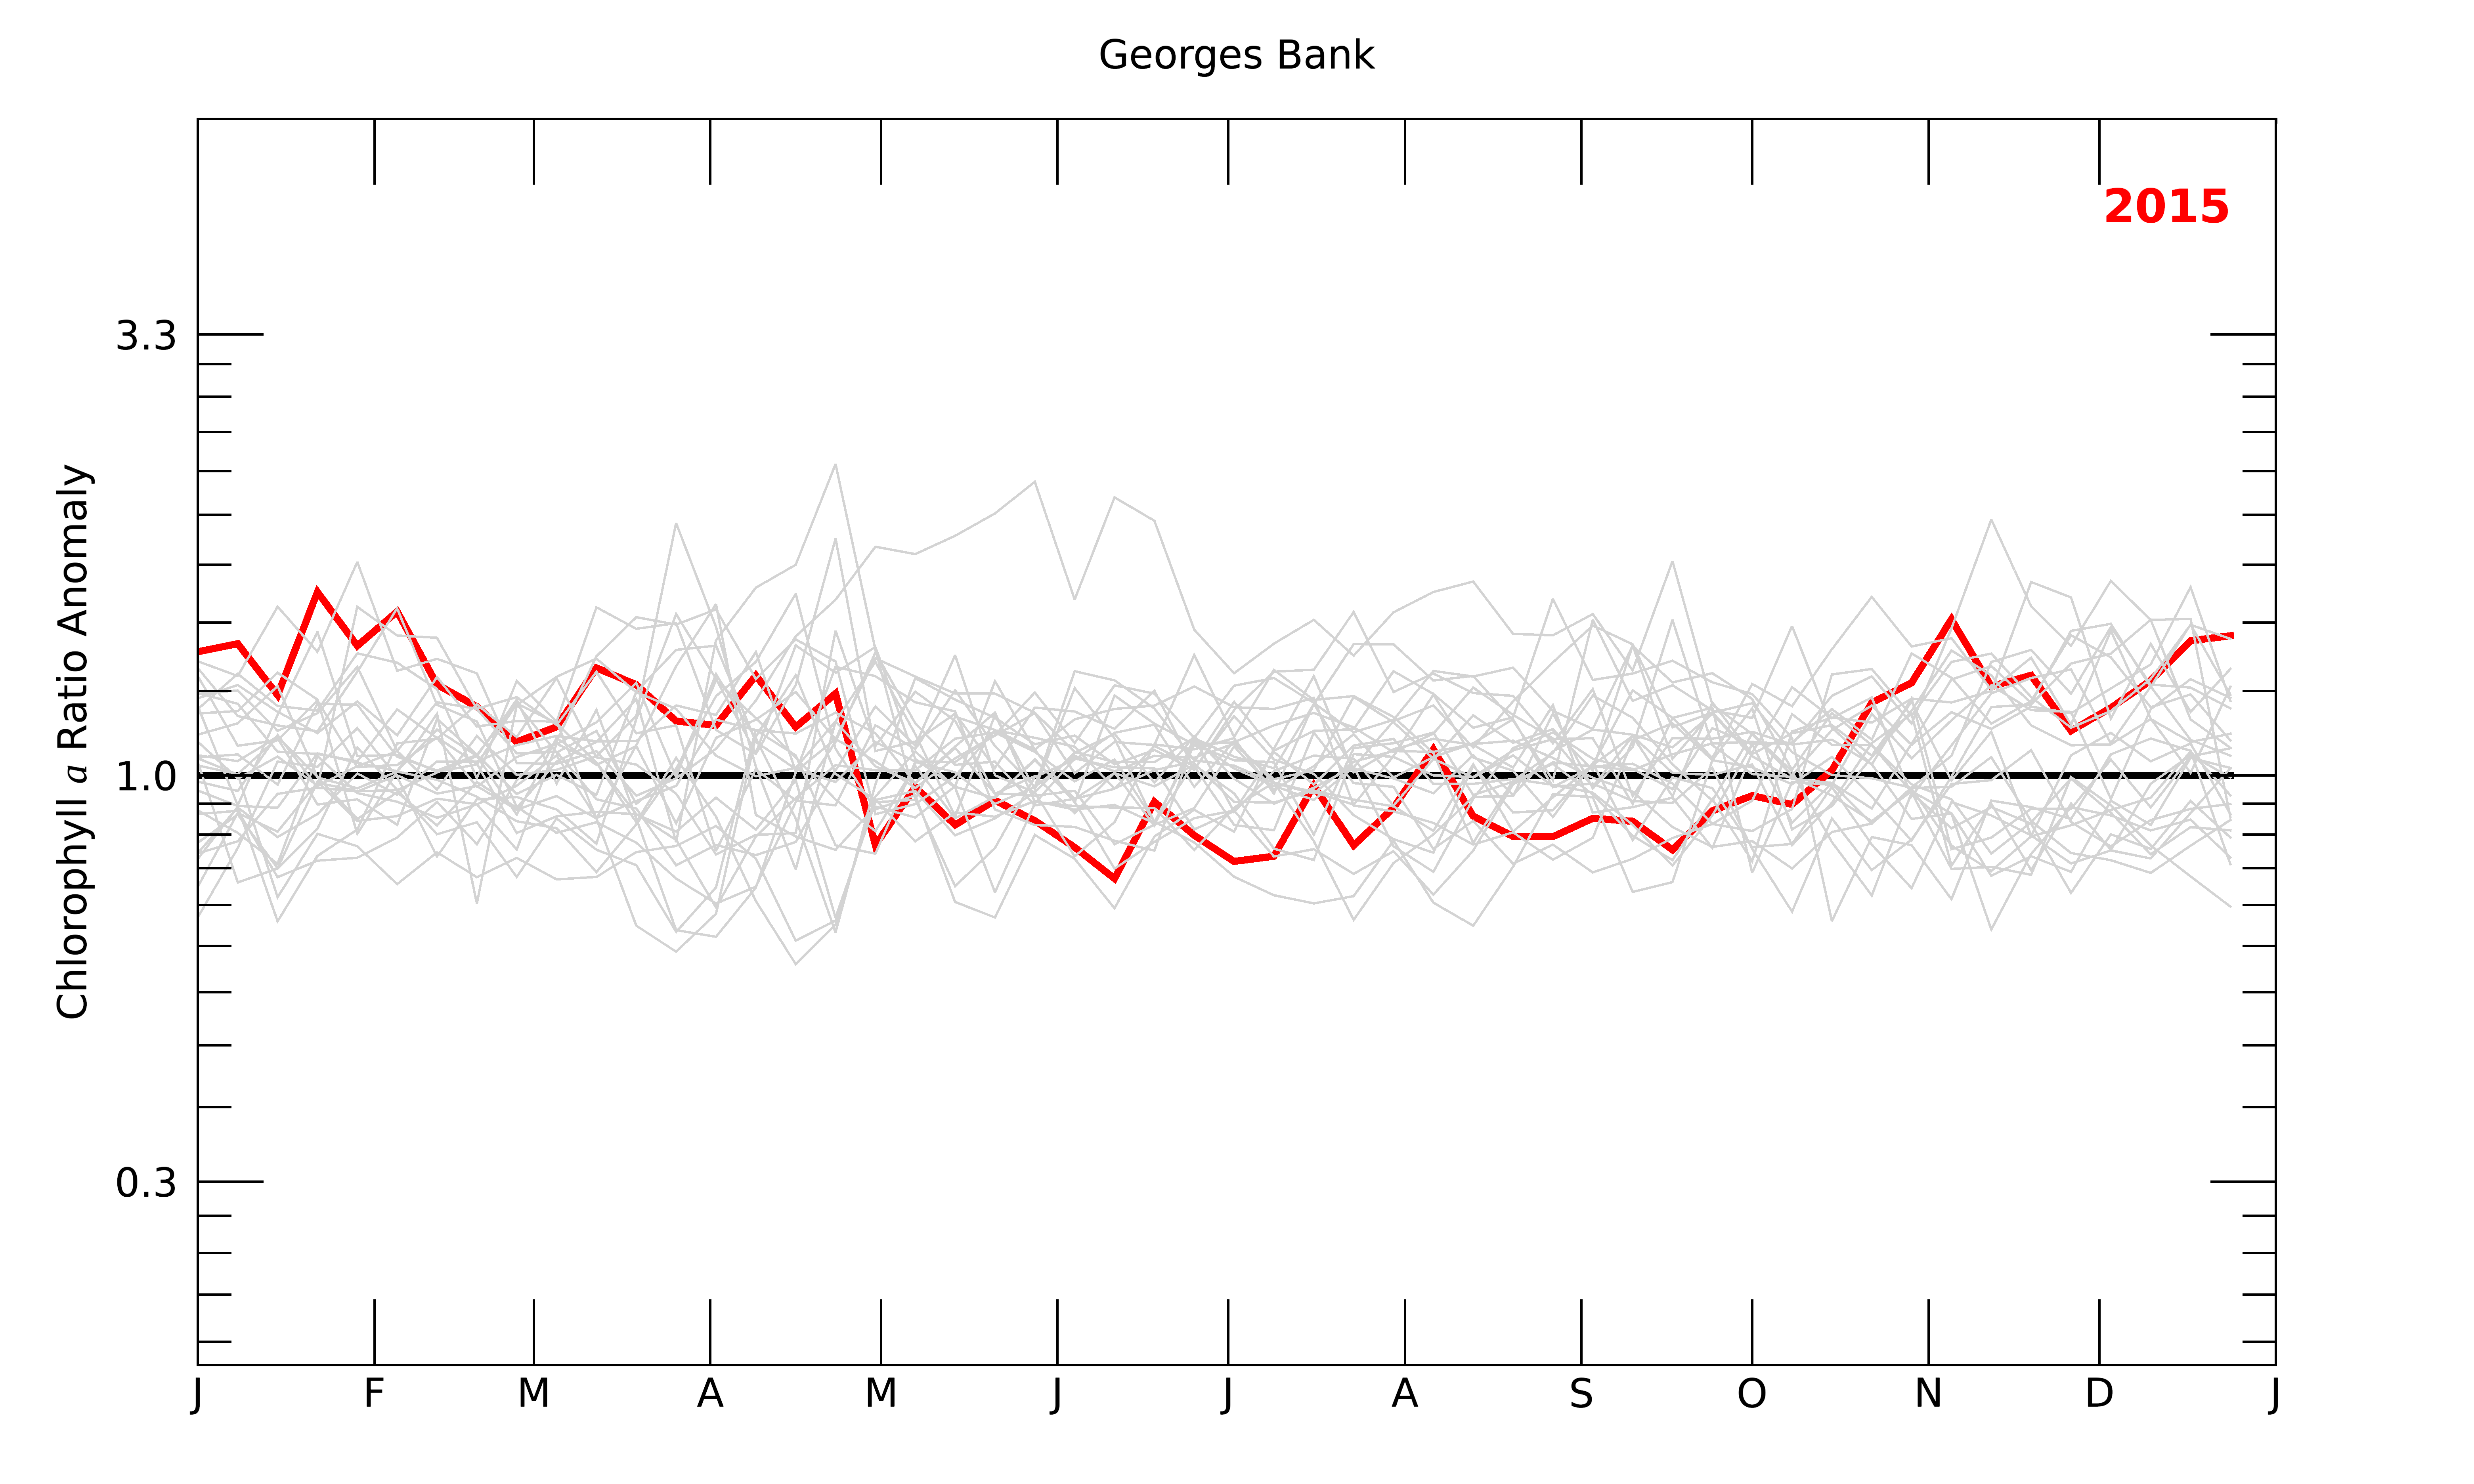 Georges Bank
2015
3.3
1.0
0.3
Chlorophyll a Ratio Anomaly
J F M A M J J A S O N D J